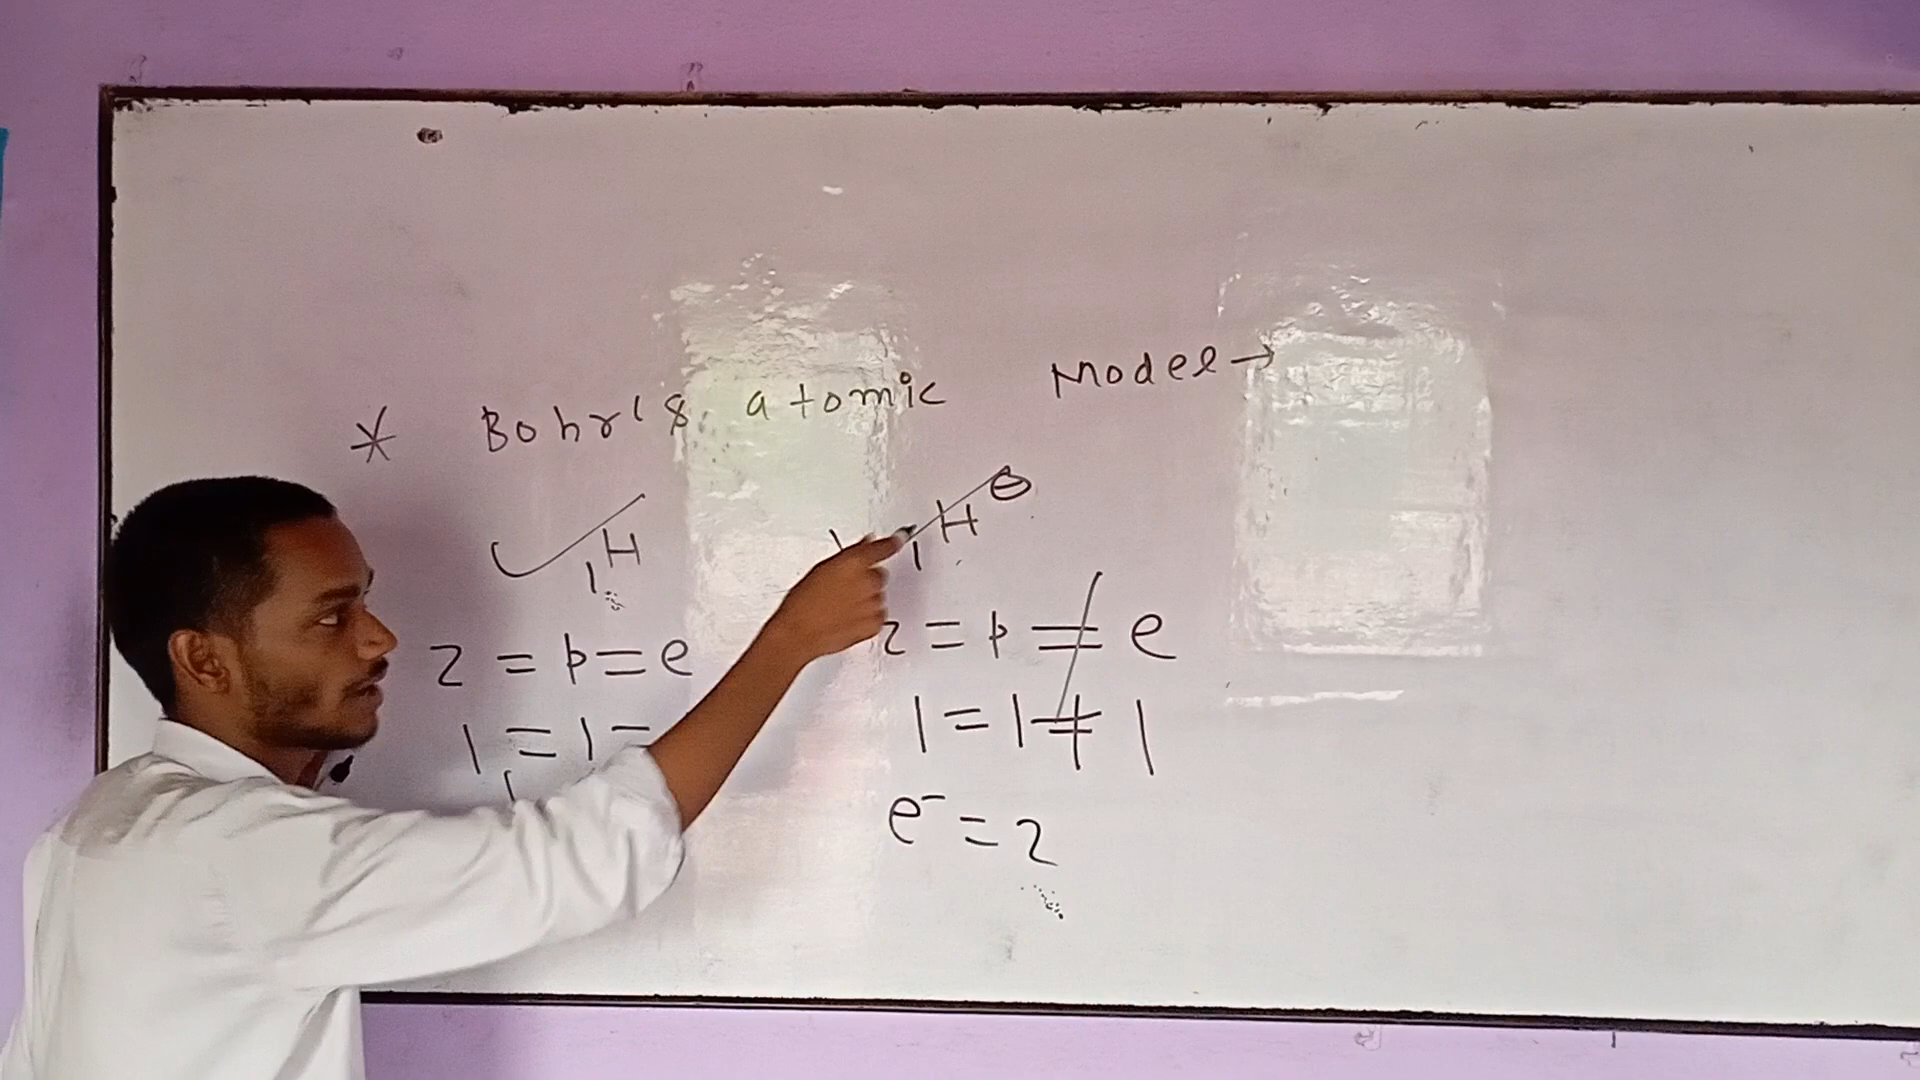 * Bohr's atomic Model →
₁H
₁H⊖
z = p = e
1 = 1 =
z = p ≠ e
1 = 1 ≠ 1
e⁻ = 2